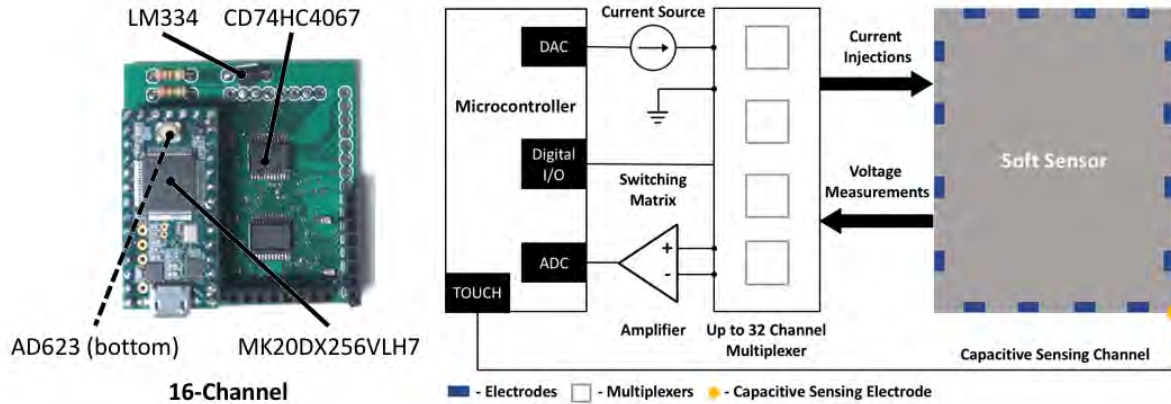 LM334
CD74HC4067
AD623 (bottom)
MK20DX256VLH7
16-Channel
Current Source
DAC
Microcontroller
Digital
I/O
Switching
Matrix
ADC
+
-
TOUCH
Amplifier
Up to 32 Channel
Multiplexer
Current
Injections
Voltage
Measurements
Soft Sensor
Capacitive Sensing Channel
- Electrodes
- Multiplexers
- Capacitive Sensing Electrode